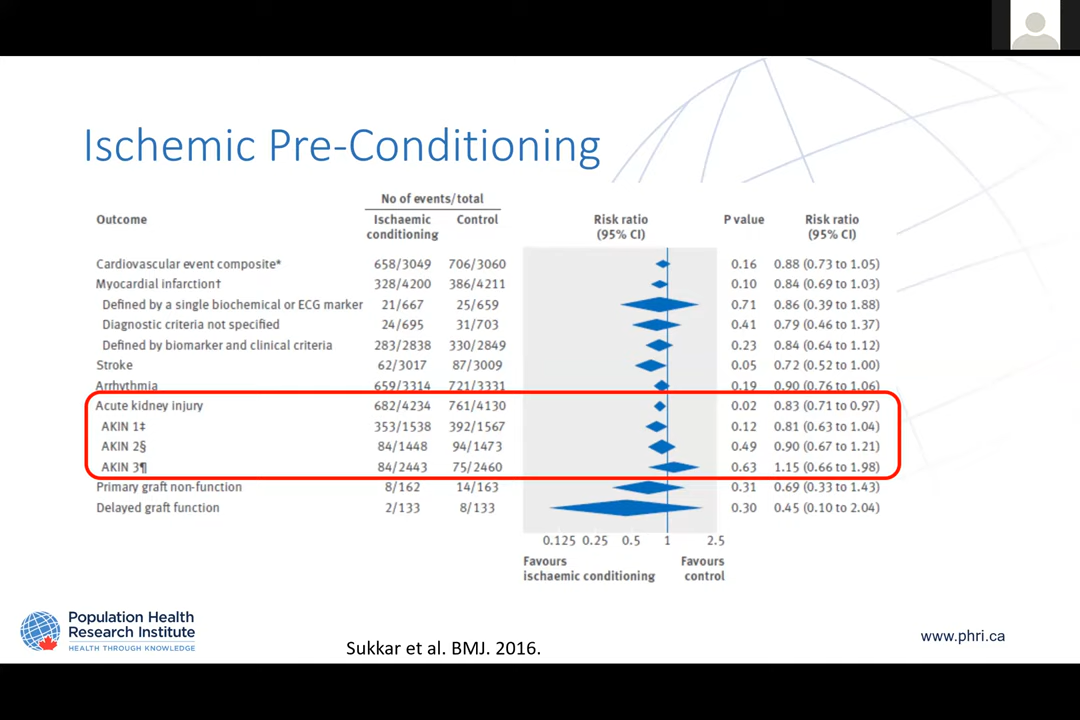 Ischemic Pre-Conditioning
No of events/total
Outcome Ischaemic conditioning Control Risk ratio (95% CI) P value Risk ratio (95% CI)
Cardiovascular event composite* 658/3049 706/3060 0.16 0.88 (0.73 to 1.05)
Myocardial infarction† 328/4200 386/4211 0.10 0.84 (0.69 to 1.03)
Defined by a single biochemical or ECG marker 21/667 25/659 0.71 0.86 (0.39 to 1.88)
Diagnostic criteria not specified 24/695 31/703 0.41 0.79 (0.46 to 1.37)
Defined by biomarker and clinical criteria 283/2838 330/2849 0.23 0.84 (0.64 to 1.12)
Stroke 62/3017 87/3009 0.05 0.72 (0.52 to 1.00)
Arrhythmia 659/3314 721/3331 0.19 0.90 (0.76 to 1.06)
Acute kidney injury 682/4234 761/4130 0.02 0.83 (0.71 to 0.97)
AKIN 1‡ 353/1538 392/1567 0.12 0.81 (0.63 to 1.04)
AKIN 2§ 84/1448 94/1473 0.49 0.90 (0.67 to 1.21)
AKIN 3¶ 84/2443 75/2460 0.63 1.15 (0.66 to 1.98)
Primary graft non-function 8/162 14/163 0.31 0.69 (0.33 to 1.43)
Delayed graft function 2/133 8/133 0.30 0.45 (0.10 to 2.04)
0.125 0.25 0.5 1 2.5
Favours Favours
ischaemic conditioning control
Population Health
Research Institute
HEALTH THROUGH KNOWLEDGE
Sukkar et al. BMJ. 2016.
www.phri.ca